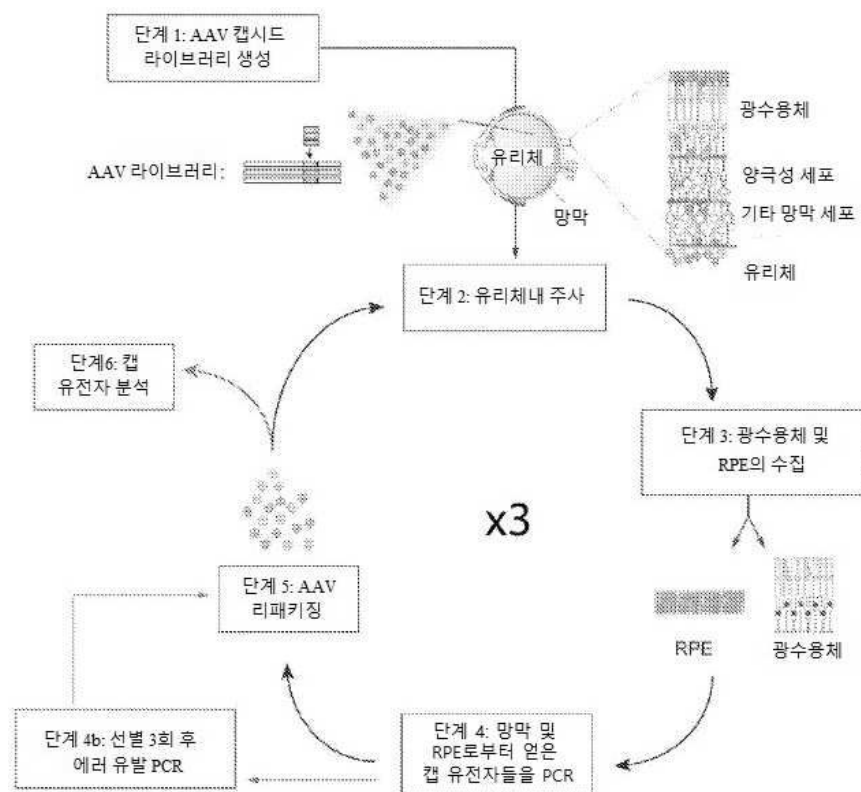 단계 1: AAV 캡시드
라이브러리 생성
AAV 라이브러리:
유리체
망막
광수용체
양극성 세포
기타 망막 세포
유리체
단계 2: 유리체내 주사
단계6: 캡
유전자 분석
단계 3: 광수용체 및
RPE의 수집
x3
단계 5: AAV
리패키징
RPE
광수용체
단계 4b: 선별 3회 후
에러 유발 PCR
단계 4: 망막 및
RPE로부터 얻은
캡 유전자들을 PCR